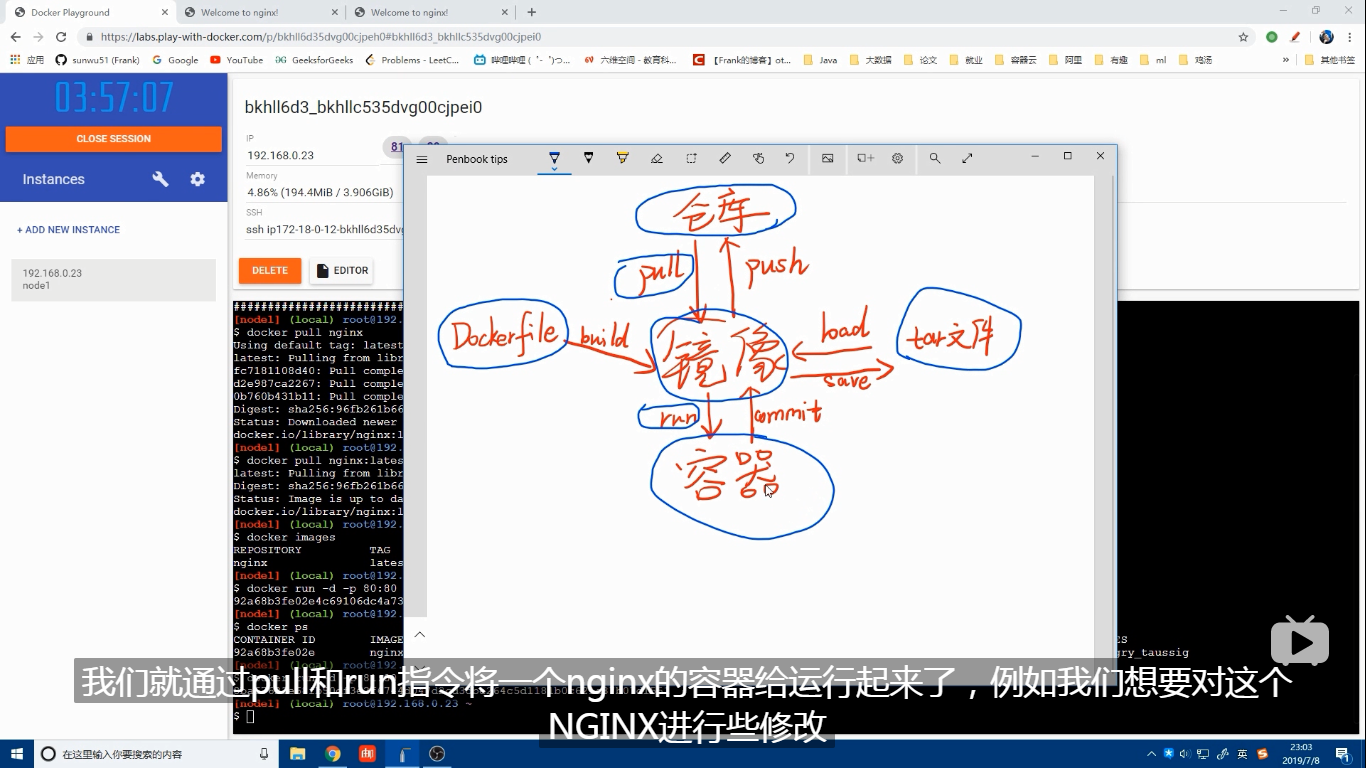 Docker Playground
Welcome to nginx!
Welcome to nginx!
https://labs.play-with-docker.com/p/bkhll6d35dvg00cjpeh0#bkhll6d3_bkhllc535dvg00cjpei0
应用
sunwu51 (Frank)
Google
YouTube
GeeksforGeeks
Problems - LeetC...
哔哩哔哩 ( ゜- ゜)つ...
六维空间 - 教育科...
【Frank的博客】ot...
Java
大数据
论文
就业
容器云
阿里
有趣
ml
鸡汤
»
其他书签
03:57:07
CLOSE SESSION
Instances
+ ADD NEW INSTANCE
192.168.0.23
node1
bkhll6d3_bkhllc535dvg00cjpei0
IP
192.168.0.23
81
Memory
4.86% (194.4MiB / 3.906GiB)
SSH
ssh ip172-18-0-12-bkhll6d35dv
DELETE
EDITOR
Penbook tips
仓库
pull
push
Dockerfile
build
镜像
load
save
tar文件
run
commit
容器
##########################
[node1] (local) root@192.
$ docker pull nginx
Using default tag: latest
latest: Pulling from libr
fc7181108d40: Pull comple
d2e987ca2267: Pull comple
0b760b431b11: Pull comple
Digest: sha256:96fb261b66
Status: Downloaded newer
docker.io/library/nginx:l
[node1] (local) root@192.
$ docker pull nginx:lates
latest: Pulling from libr
Digest: sha256:96fb261b66
Status: Image is up to da
docker.io/library/nginx:l
[node1] (local) root@192.
$ docker images
REPOSITORY TAG
nginx lates
[node1] (local) root@192.
$ docker run -d -p 80:80
92a68b3fe02e4c69106dc4a73
[node1] (local) root@192.
$ docker ps
CONTAINER ID IMAGE
92a68b3fe02e nginx
gry_taussig
我们就通过pull和run指令将一个nginx的容器给运行起来了，例如我们想要对这个
NGINX进行些修改
$
在这里输入你要搜索的内容
英
23:03
2019/7/8